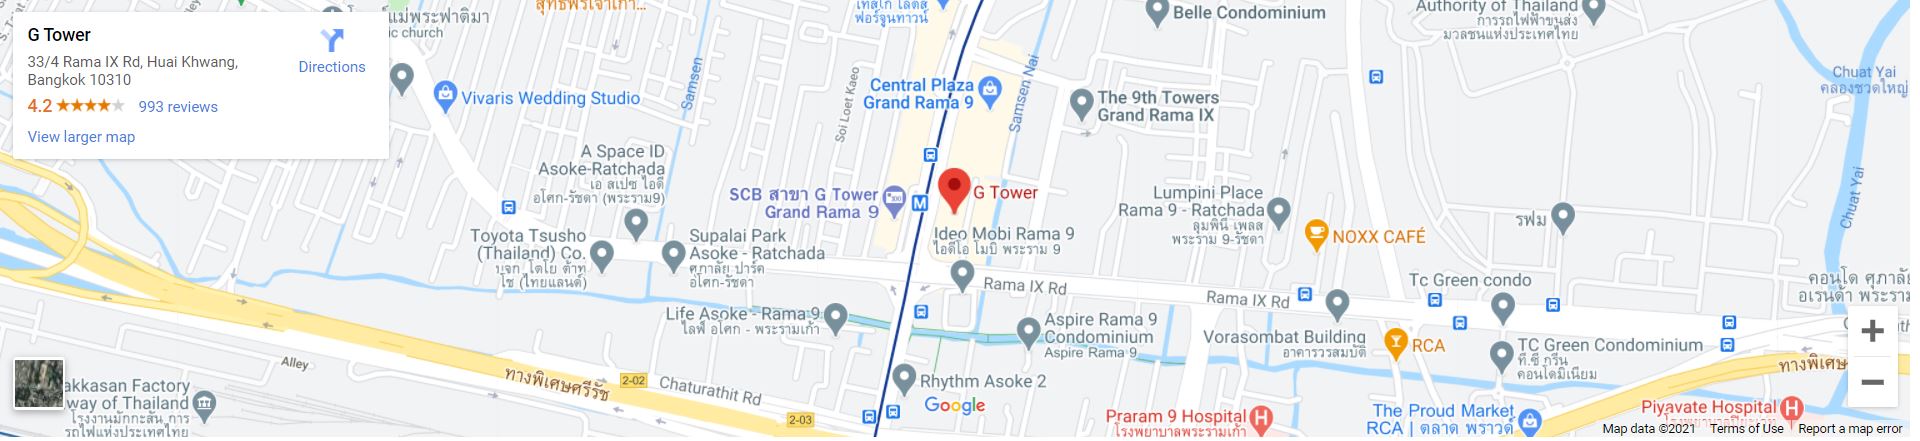 G Tower
33/4 Rama IX Rd, Huai Khwang,
Bangkok 10310
4.2
993 reviews
View larger map
Directions
แม่พระฟาติมา
ic church
เทสโก้ โลตัส
ฟอร์จูนทาวน์
Belle Condominium
Authority of Thailand
การรถไฟฟ้าขนส่ง
มวลชนแห่งประเทศไทย
Chuat Yai
คลองชวดใหญ่
Chuat Yai
Vivaris Wedding Studio
Samsen
Soi Loet Kaeo
Central Plaza
Grand Rama 9
Samsen Nai
The 9th Towers
Grand Rama IX
A Space ID
Asoke-Ratchada
เอ สเปซ ไอดี
อโศก-รัชดา (พระราม9)
SCB สาขา G Tower
Grand Rama 9
M
G Tower
Lumpini Place
Rama 9 - Ratchada
ลุมพินี เพลส
พระราม 9-รัชดา
NOXX CAFÉ
รฟม
Toyota Tsusho
(Thailand) Co.
บจก. โตโย ต้าท
โช (ไทยแลนด์)
Supalai Park
Asoke - Ratchada
ศุภาลัย ปาร์ค
อโศก-รัชดา
Ideo Mobi Rama 9
ไอดีโอ โมบิ พระราม 9
Rama IX Rd
Rama IX Rd
Tc Green condo
คอนโด ศุภาลั
อเรนด้า พระราม
Life Asoke - Rama 9
ไลฟ์ อโศก - พระรามเก้า
Aspire Rama 9
Condominium
Aspire Rama 9
Vorasombat Building
อาคารวรสมบัติ
RCA
TC Green Condominium
ที.ซี.กรีน
คอนโดมิเนียม
Alley
ทางพิเศษศรีรัช
2-02
Chaturathit Rd
2-03
ทางพิเศษ
akkasan Factory
way of Thailand
โรงงานมักกะสัน การ
รถไฟแห่งประเทศไทย
Rhythm Asoke 2
Google
Praram 9 Hospital
โรงพยาบาลพระรามเก้า
The Proud Market
RCA | ตลาด พราวด์
Piyavate Hospital
โรงพยาบาลปิยะเวท
Map data ©2021
Terms of Use
Report a map error